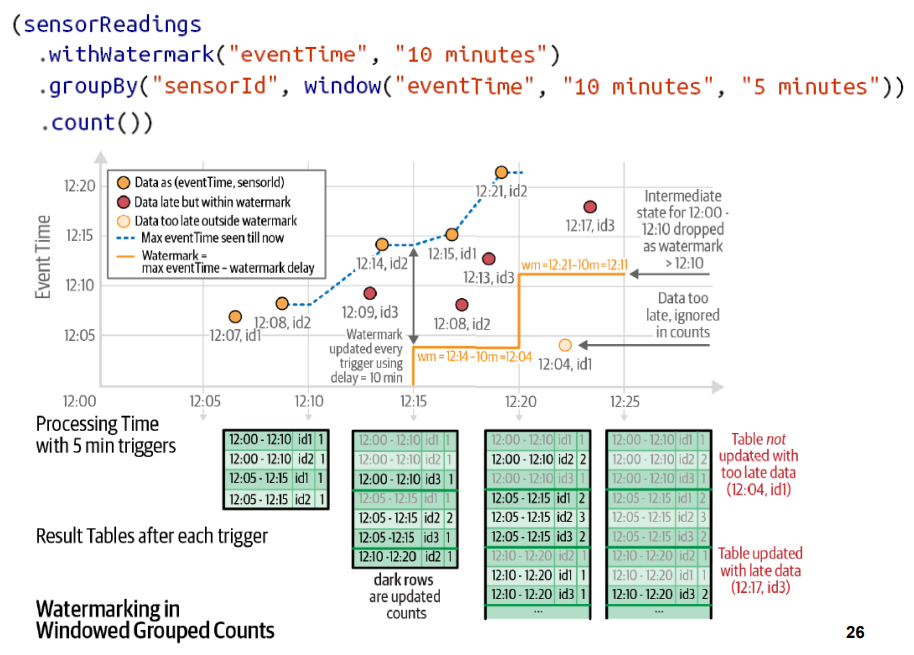 (sensorReadings
.withWatermark("eventTime", "10 minutes")
.groupBy("sensorId", window("eventTime", "10 minutes", "5 minutes"))
.count())
Event Time
12:20
12:15
12:10
12:05
Data as (eventTime, sensorId)
Data late but within watermark
Data too late outside watermark
Max eventTime seen till now
Watermark =
max eventTime - watermark delay
12:07, id1
12:08, id2
12:14, id2
12:09, id3
12:15, id1
12:13, id3
12:08, id2
12:21, id2
12:17, id3
12:04, id1
Watermark
updated every
trigger using
delay = 10 min
wm = 12:14-10m=12:04
wm=12:21-10m=12:11
Intermediate
state for 12:00 -
12:10 dropped
as watermark
> 12:10
Data too
late, ignored
in counts
12:00
12:05
12:10
12:15
12:20
12:25
Processing Time
with 5 min triggers
12:00 - 12:10 id1 1
12:00 - 12:10 id2 1
12:05 - 12:15 id1 1
12:05 - 12:15 id2 1
12:00 - 12:10 id1 1
12:00 - 12:10 id2 1
12:00 - 12:10 id3 1
12:05 - 12:15 id1 1
12:05 - 12:15 id2 2
12:05 -12:15 id3 1
12:10 -12:20 id2 1
dark rows
are updated
counts
12:00 - 12:10 id1 1
12:00 - 12:10 id2 2
12:00 - 12:10 id3 1
12:05 - 12:15 id1 2
12:05 - 12:15 id2 3
12:05 - 12:15 id3 2
12:10 - 12:20 id2 1
12:10 - 12:20 id1 1
12:10 - 12:20 id3 1
...
12:00 - 12:10 id1 1
12:00 - 12:10 id2 2
12:00 - 12:10 id3 1
12:05 - 12:15 id1 2
12:05 - 12:15 id2 3
12:05 - 12:15 id3 2
12:10 - 12:20 id2 1
12:10 - 12:20 id1 1
12:10 - 12:20 id3 2
...
Table not
updated with
too late data
(12:04, id1)
Table updated
with late data
(12:17, id3)
Result Tables after each trigger
Watermarking in
Windowed Grouped Counts
26